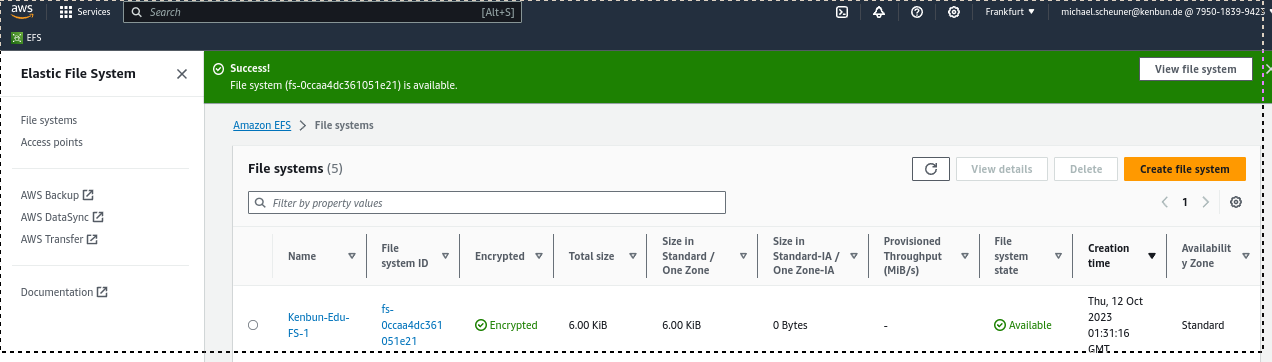 aws Services Search [Alt+S] Frankfurt michael.scheuner@kenbun.de @ 7950-1839-9423
EFS
Elastic File System
File systems
Access points
AWS Backup
AWS DataSync
AWS Transfer
Documentation
Success!
File system (fs-0ccaa4dc361051e21) is available.
View file system
Amazon EFS > File systems
File systems (5)
View details Delete Create file system
Filter by property values
1
Name
File
system ID
Encrypted
Total size
Size in
Standard /
One Zone
Size in
Standard-IA /
One Zone-IA
Provisioned
Throughput
(MiB/s)
File
system
state
Creation
time
Availabilit
y Zone
Kenbun-Edu-
FS-1
fs-
0ccaa4dc361
051e21
Encrypted
6.00 KiB
6.00 KiB
0 Bytes
-
Available
Thu, 12 Oct
2023
01:31:16
GMT
Standard